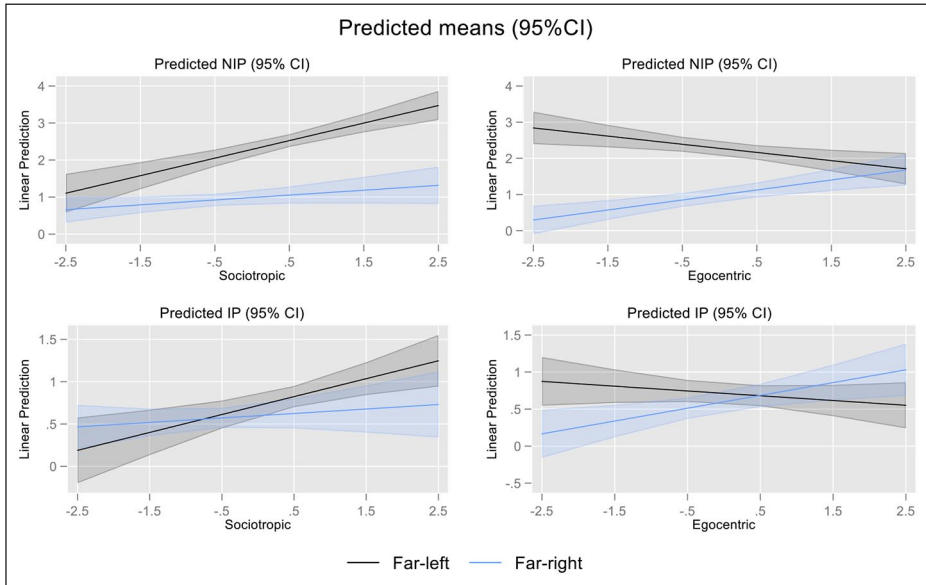 Predicted means (95%CI)
Predicted NIP (95% CI)
Linear Prediction
4
3
2
1
0
-2.5 -1.5 -.5 .5 1.5 2.5
Sociotropic
Predicted NIP (95% CI)
Linear Prediction
4
3
2
1
0
-2.5 -1.5 -.5 .5 1.5 2.5
Egocentric
Predicted IP (95% CI)
Linear Prediction
1.5
1
.5
0
-2.5 -1.5 -.5 .5 1.5 2.5
Sociotropic
Predicted IP (95% CI)
Linear Prediction
1.5
1
.5
0
-.5
-2.5 -1.5 -.5 .5 1.5 2.5
Egocentric
Far-left Far-right